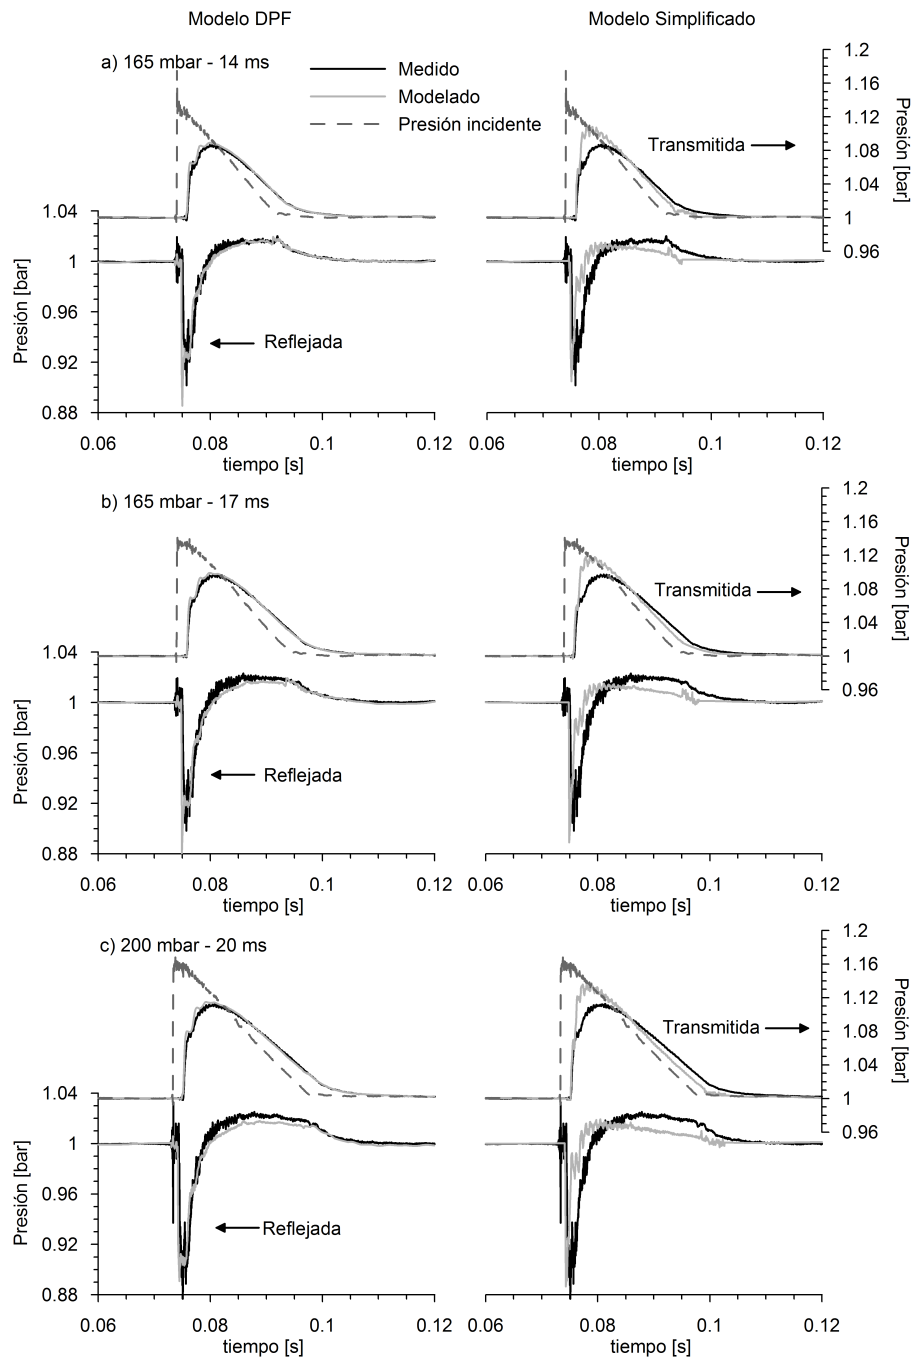 Modelo DPF
Modelo Simplificado
a) 165 mbar - 14 ms
Medido
Modelado
Presión incidente
Transmitida
Reflejada
1.2
1.16
1.12
1.08
1.04
1
0.96
Presión [bar]
1.04
1
0.96
0.92
0.88
Presión [bar]
0.06 0.08 0.1 0.12
tiempo [s]
0.06 0.08 0.1 0.12
tiempo [s]
b) 165 mbar - 17 ms
Transmitida
Reflejada
1.2
1.16
1.12
1.08
1.04
1
0.96
Presión [bar]
1.04
1
0.96
0.92
0.88
Presión [bar]
0.06 0.08 0.1 0.12
tiempo [s]
0.06 0.08 0.1 0.12
tiempo [s]
c) 200 mbar - 20 ms
Transmitida
Reflejada
1.2
1.16
1.12
1.08
1.04
1
0.96
Presión [bar]
1.04
1
0.96
0.92
0.88
Presión [bar]
0.06 0.08 0.1 0.12
tiempo [s]
0.06 0.08 0.1 0.12
tiempo [s]